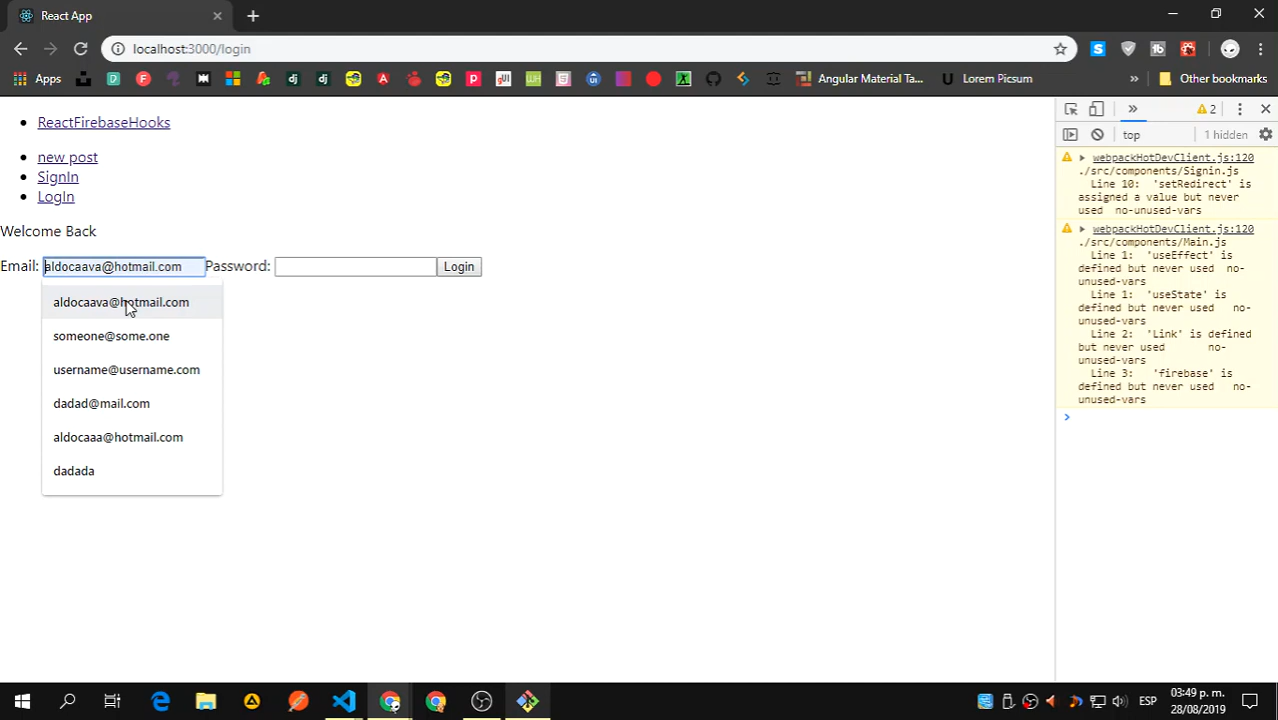 React App
localhost:3000/login
Apps
Angular Material Ta...
Lorem Picsum
Other bookmarks
ReactFirebaseHooks
new post
SignIn
LogIn
Welcome Back
Email: aldocaava@hotmail.com Password: Login
aldocaava@hotmail.com
someone@some.one
username@username.com
dadad@mail.com
aldocaaa@hotmail.com
dadada
2
top 1 hidden
webpackHotDevClient.js:120
./src/components/Signin.js
Line 10: 'setRedirect' is
assigned a value but never
used no-unused-vars
webpackHotDevClient.js:120
./src/components/Main.js
Line 1: 'useEffect' is
defined but never used no-
unused-vars
Line 1: 'useState' is
defined but never used no-
unused-vars
Line 2: 'Link' is defined
but never used no-
unused-vars
Line 3: 'firebase' is
defined but never used no-
unused-vars
ESP
03:49 p. m.
28/08/2019